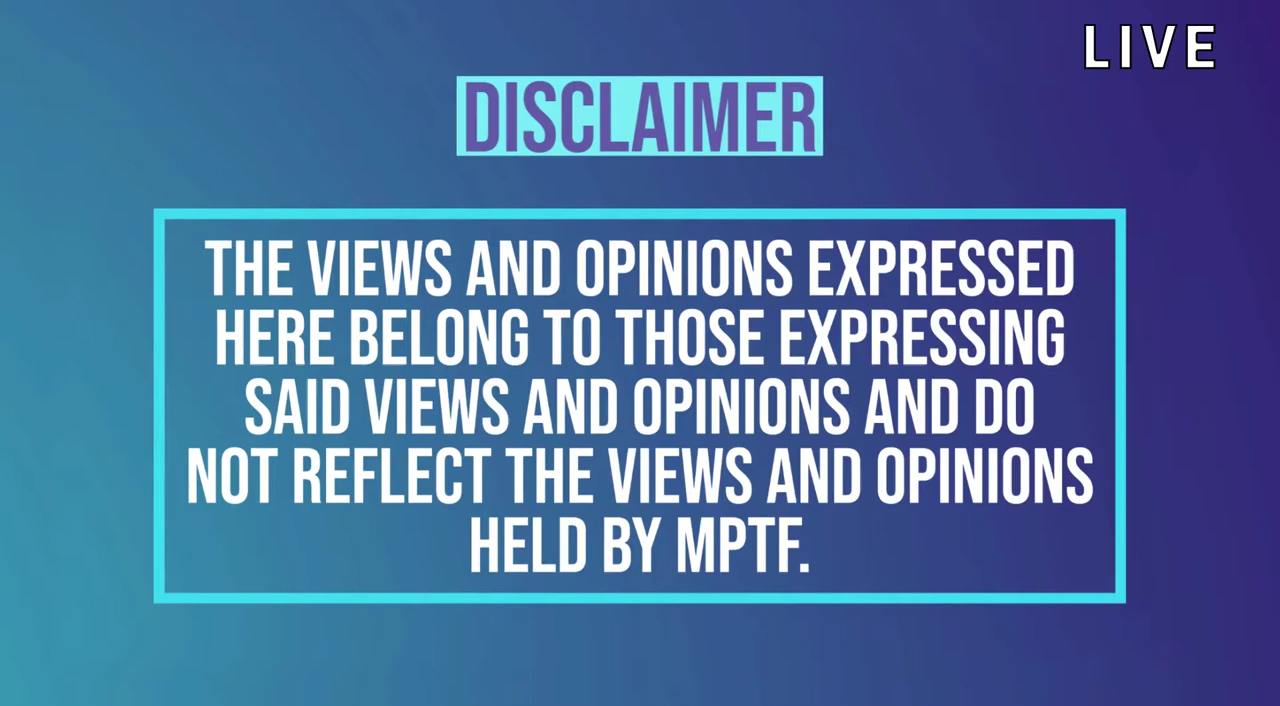 LIVE
DISCLAIMER
THE VIEWS AND OPINIONS EXPRESSED
HERE BELONG TO THOSE EXPRESSING
SAID VIEWS AND OPINIONS AND DO
NOT REFLECT THE VIEWS AND OPINIONS
HELD BY MPTF.